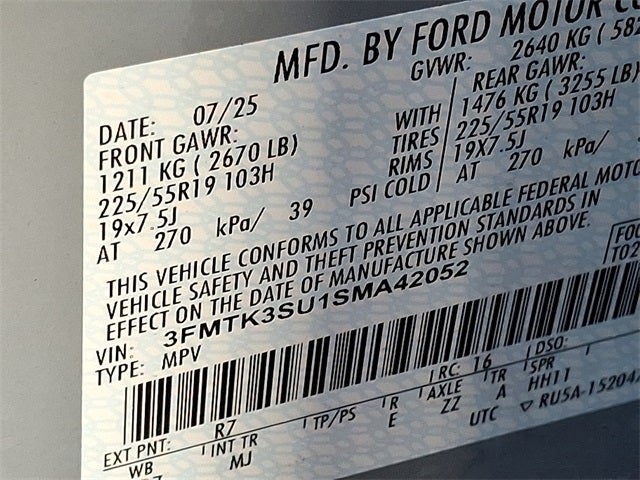 MFD. BY FORD MOTOR CO
DATE: 07/25 GVWR: 2640 KG (582
FRONT GAWR: REAR GAWR:
1211 KG ( 2670 LB) WITH 1476 KG ( 3255 LB)
225/55R19 103H TIRES 225/55R19 103H
19x7.5J RIMS 19X7.5J
AT 270 kPa/ 39 PSI COLD AT 270 kPa/
THIS VEHICLE CONFORMS TO ALL APPLICABLE FEDERAL MOTO
VEHICLE SAFETY AND THEFT PREVENTION STANDARDS IN
EFFECT ON THE DATE OF MANUFACTURE SHOWN ABOVE.
VIN: 3FMTK3SU1SMA42052
TYPE: MPV
FOC
T02
EXT PNT: R7 RC: 16 DSO:
WB INT TR TP/PS R AXLE TR SPR
MJ E ZZ A HH11
UTC ▽ RU5A-15204